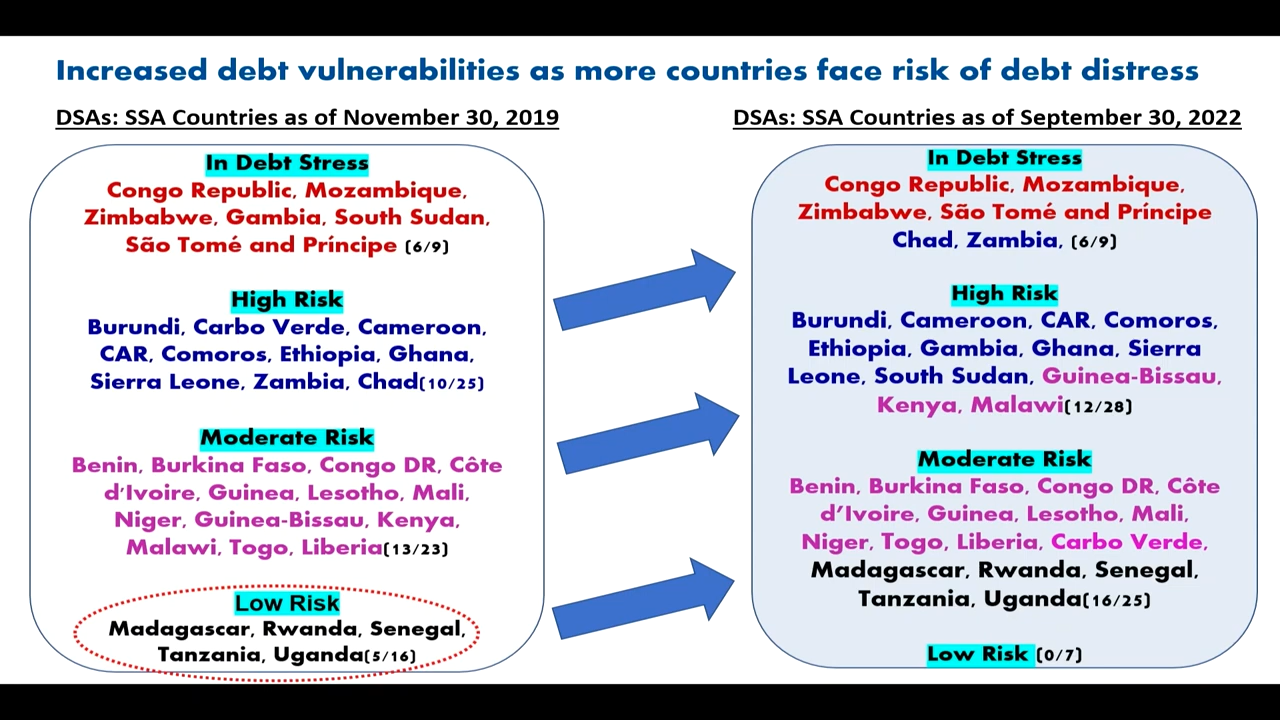 Increased debt vulnerabilities as more countries face risk of debt distress
DSAs: SSA Countries as of November 30, 2019
In Debt Stress
Congo Republic, Mozambique,
Zimbabwe, Gambia, South Sudan,
São Tomé and Príncipe (6/9)
High Risk
Burundi, Carbo Verde, Cameroon,
CAR, Comoros, Ethiopia, Ghana,
Sierra Leone, Zambia, Chad(10/25)
Moderate Risk
Benin, Burkina Faso, Congo DR, Côte
d’Ivoire, Guinea, Lesotho, Mali,
Niger, Guinea-Bissau, Kenya,
Malawi, Togo, Liberia(13/23)
Low Risk
Madagascar, Rwanda, Senegal,
Tanzania, Uganda(5/16)
DSAs: SSA Countries as of September 30, 2022
In Debt Stress
Congo Republic, Mozambique,
Zimbabwe, São Tomé and Príncipe
Chad, Zambia, (6/9)
High Risk
Burundi, Cameroon, CAR, Comoros,
Ethiopia, Gambia, Ghana, Sierra
Leone, South Sudan, Guinea-Bissau,
Kenya, Malawi(12/28)
Moderate Risk
Benin, Burkina Faso, Congo DR, Côte
d’Ivoire, Guinea, Lesotho, Mali,
Niger, Togo, Liberia, Carbo Verde,
Madagascar, Rwanda, Senegal,
Tanzania, Uganda(16/25)
Low Risk (0/7)